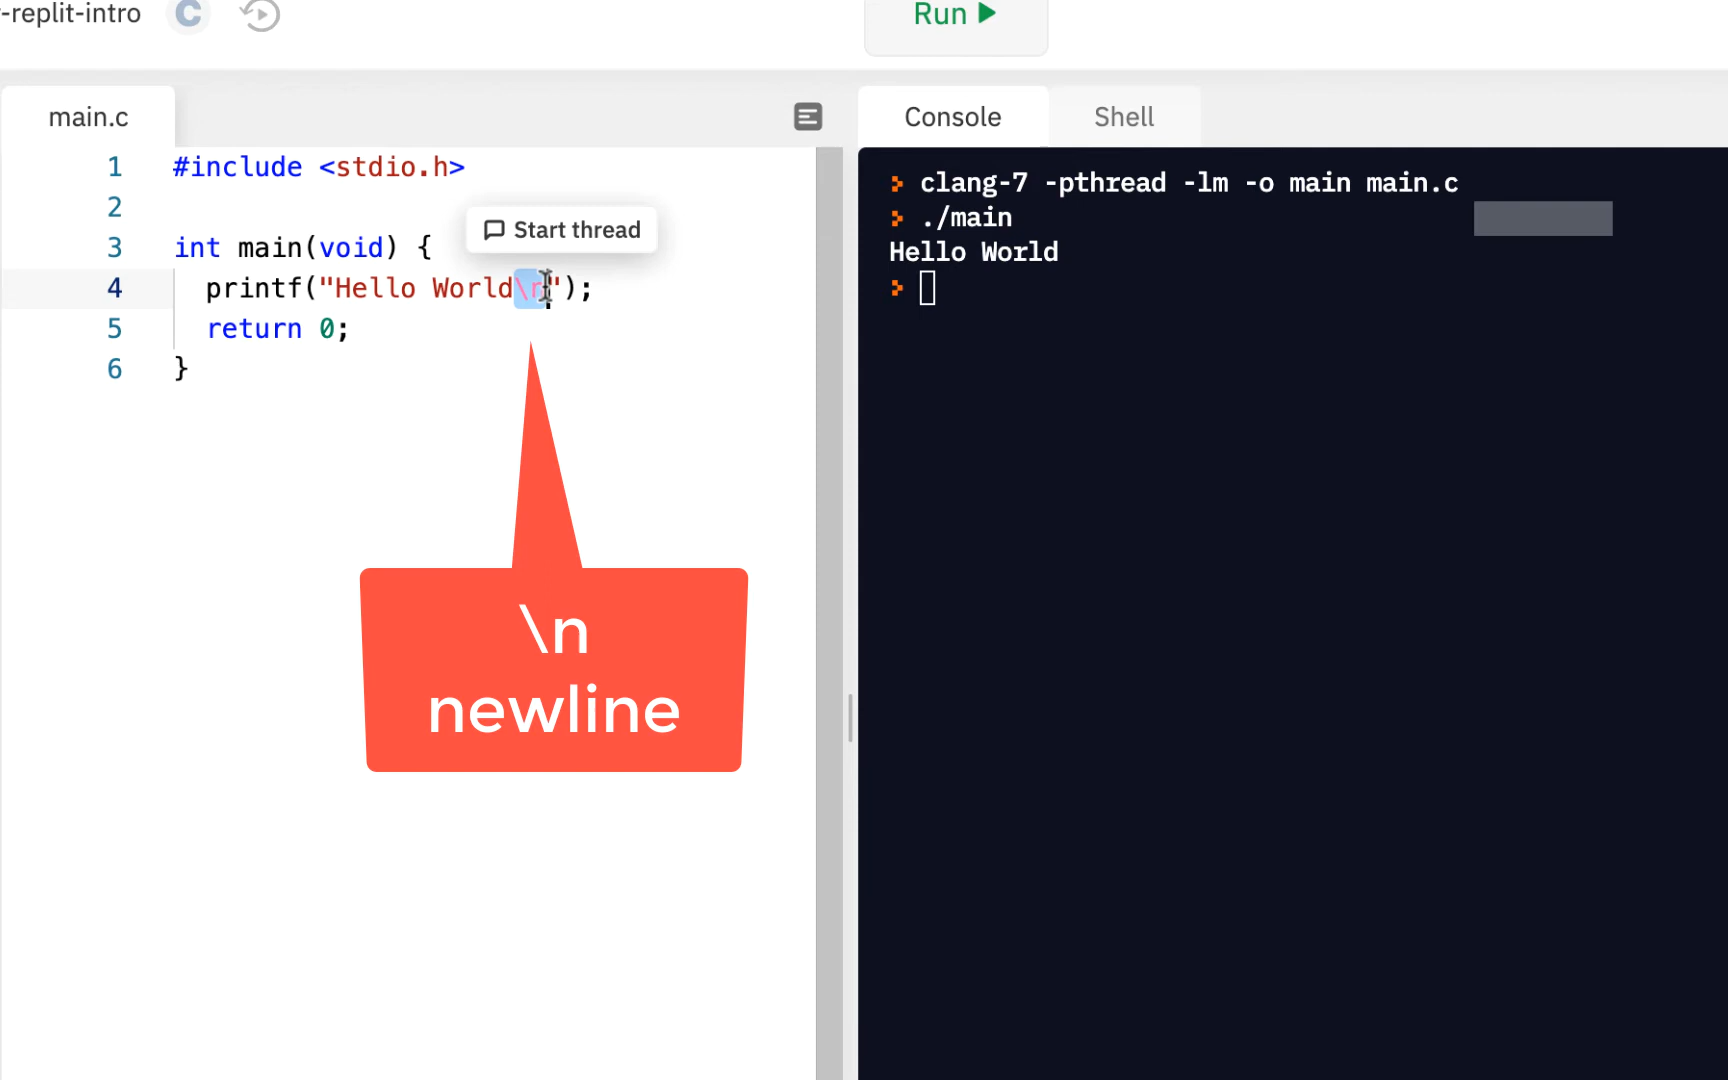 -replit-intro
C
Run
main.c
Console
Shell
1 #include <stdio.h>
2
3 int main(void) {
Start thread
4 printf("Hello World\n");
5 return 0;
6 }
clang-7 -pthread -lm -o main main.c
./main
Hello World
\n
newline